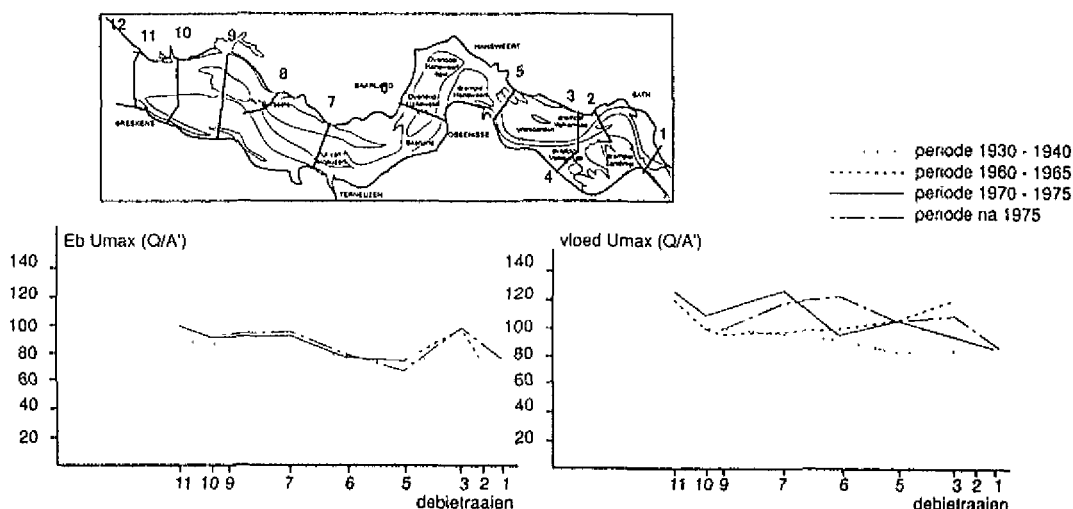 12
11
10
9
8
7
6
5
3
2
1
4
HANSWEERT
BAARLAND
BATH
OSSENISSE
BRESKENS
TERNEUZEN
periode 1930 - 1940
periode 1960 - 1965
periode 1970 - 1975
periode na 1975
Eb Umax (Q/A')
140
120
100
80
60
40
20
11 10 9 7 6 5 3 2 1
debietraaien
vloed Umax (Q/A')
140
120
100
80
60
40
20
11 10 9 7 6 5 3 2 1
debietraaien